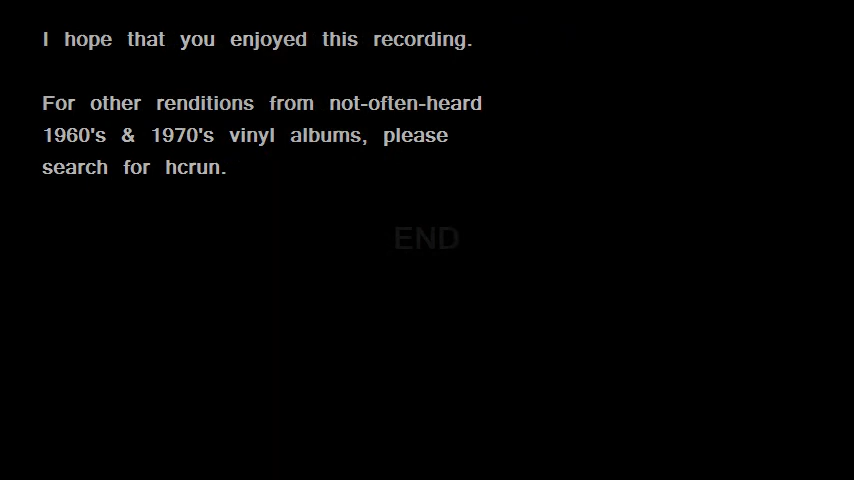 I hope that you enjoyed this recording.
For other renditions from not-often-heard
1960's & 1970's vinyl albums, please
search for hcrun.
END